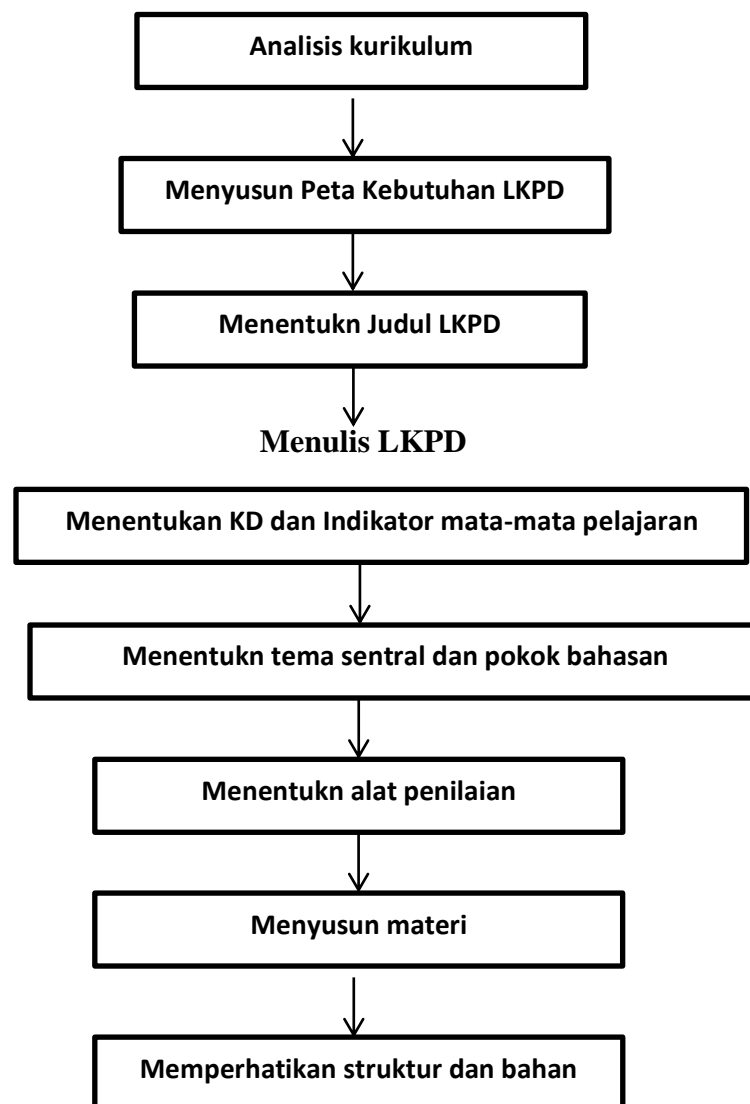 Analisis kurikulum
Menyusun Peta Kebutuhan LKPD
Menentukn Judul LKPD
Menulis LKPD
Menentukan KD dan Indikator mata-mata pelajaran
Menentukn tema sentral dan pokok bahasan
Menentukn alat penilaian
Menyusun materi
Memperhatikan struktur dan bahan